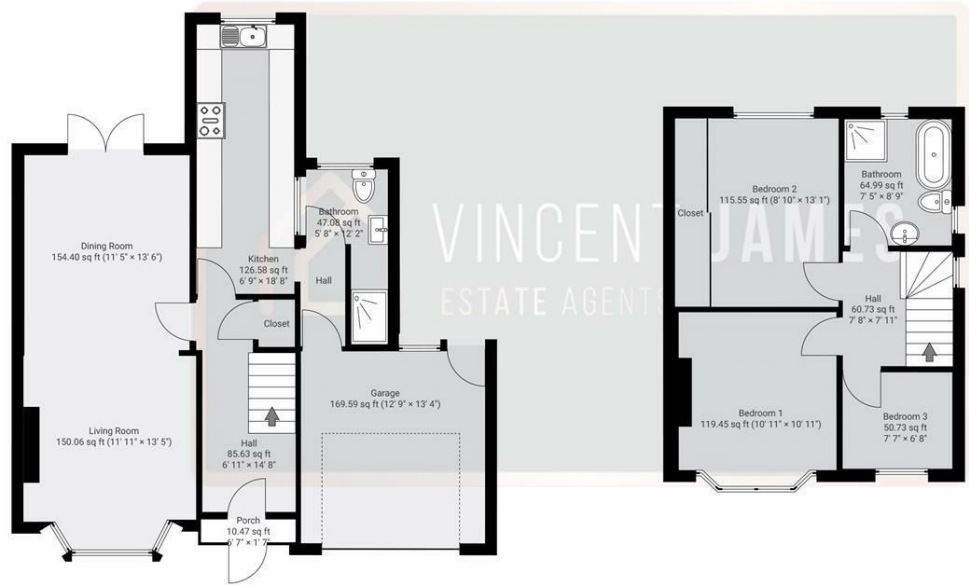 Dining Room
154.40 sq ft (11' 5" × 13' 6")
Living Room
150.06 sq ft (11' 11" × 13' 5")
Kitchen
126.58 sq ft
6' 9" × 18' 8"
Bathroom
47.08 sq ft
5' 8" × 12' 2"
Hall
Closet
Hall
85.63 sq ft
6' 11" × 14' 8"
Porch
10.47 sq ft
6' 7" × 1' 7"
Garage
169.59 sq ft (12' 9" × 13' 4")
VINCENT JAMES
ESTATE AGENTS
Closet
Bedroom 2
115.55 sq ft (8' 10" × 13' 1")
Bathroom
64.99 sq ft
7' 5" × 8' 9"
Hall
60.73 sq ft
7' 8" × 7' 11"
Bedroom 1
119.45 sq ft (10' 11" × 10' 11")
Bedroom 3
50.73 sq ft
7' 7" × 6' 8"